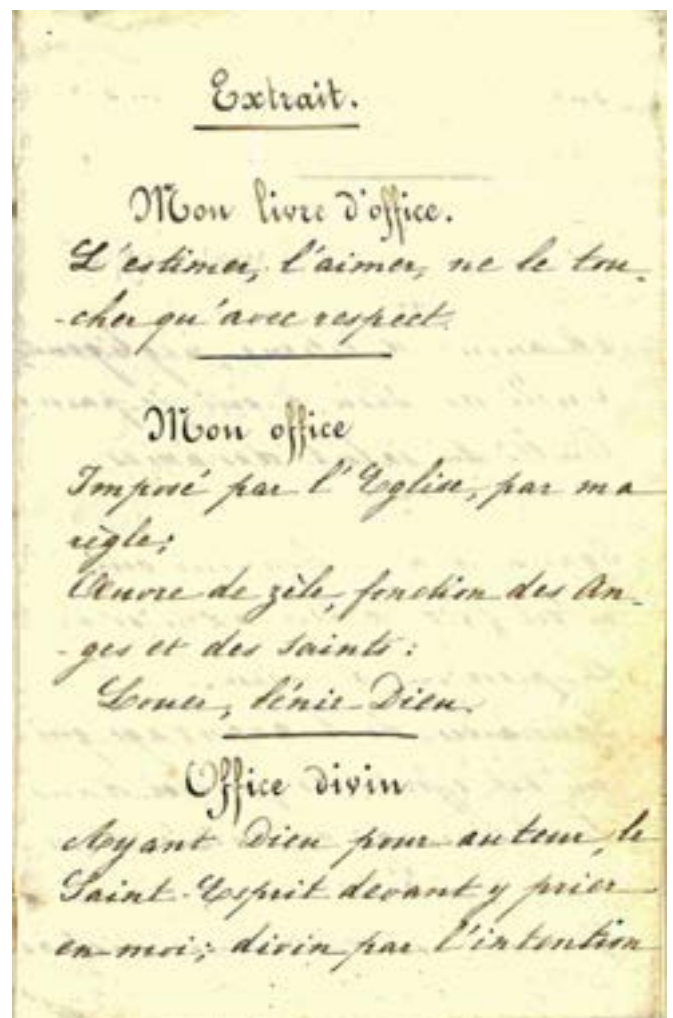 Extrait.
Mon livre d'office.
L'estimer, l'aimer, ne le tou-
-cher qu'avec respect.
Mon office
Imposé par l'Eglise, par ma
règle;
Œuvre de zèle, fonction des An-
-ges et des Saints:
Louer, bénir Dieu.
Office divin
Ayant Dieu pour auteur, le
Saint-Esprit devant y prier
en moi; divin par l'intention